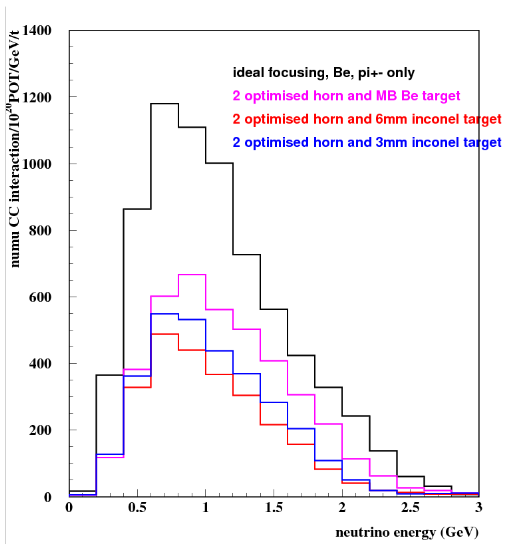 numu CC interaction/10^20POT/GeV/t
1400
1200
1000
800
600
400
200
0
ideal focusing, Be, pi+- only
2 optimised horn and MB Be target
2 optimised horn and 6mm inconel target
2 optimised horn and 3mm inconel target
0 0.5 1 1.5 2 2.5 3
neutrino energy (GeV)